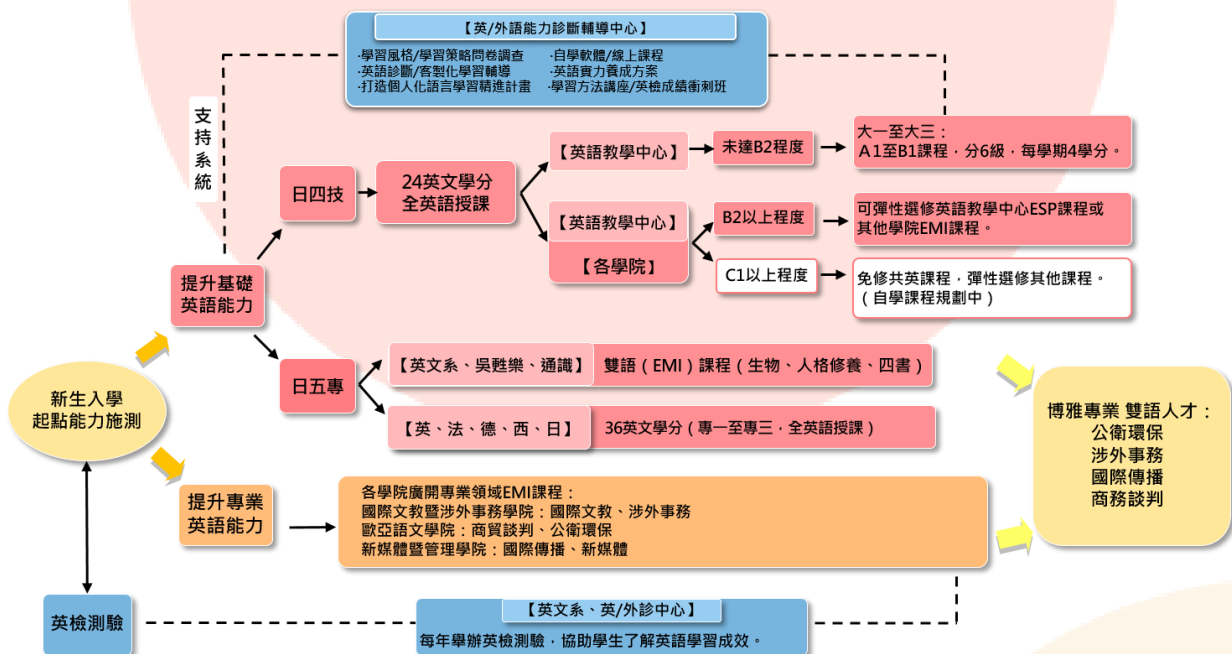 【英/外語能力診斷輔導中心】
·學習風格/學習策略問卷調查
·英語診斷/客製化學習輔導
·打造個人化語言學習精進計畫
·自學軟體/線上課程
·英語實力養成方案
·學習方法講座/英檢成績衝刺班
支持系統
提升基礎
英語能力
日四技
24英文學分
全英語授課
【英語教學中心】
未達B2程度
大一至大三：
A1至B1課程，分6級，每學期4學分。
【英語教學中心】
【各學院】
B2以上程度
可彈性選修英語教學中心ESP課程或
其他學院EMI課程。
C1以上程度
免修共英課程，彈性選修其他課程。
（自學課程規劃中）
日五專
【英文系、吳甦樂、通識】
雙語（EMI）課程（生物、人格修養、四書）
【英、法、德、西、日】
36英文學分（專一至專三，全英語授課）
新生入學
起點能力施測
提升專業
英語能力
各學院廣開專業領域EMI課程：
國際文教暨涉外事務學院：國際文教、涉外事務
歐亞語文學院：商貿談判、公衛環保
新媒體暨管理學院：國際傳播、新媒體
博雅專業 雙語人才：
公衛環保
涉外事務
國際傳播
商務談判
英檢測驗
【英文系、英/外診中心】
每年舉辦英檢測驗，協助學生了解英語學習成效。